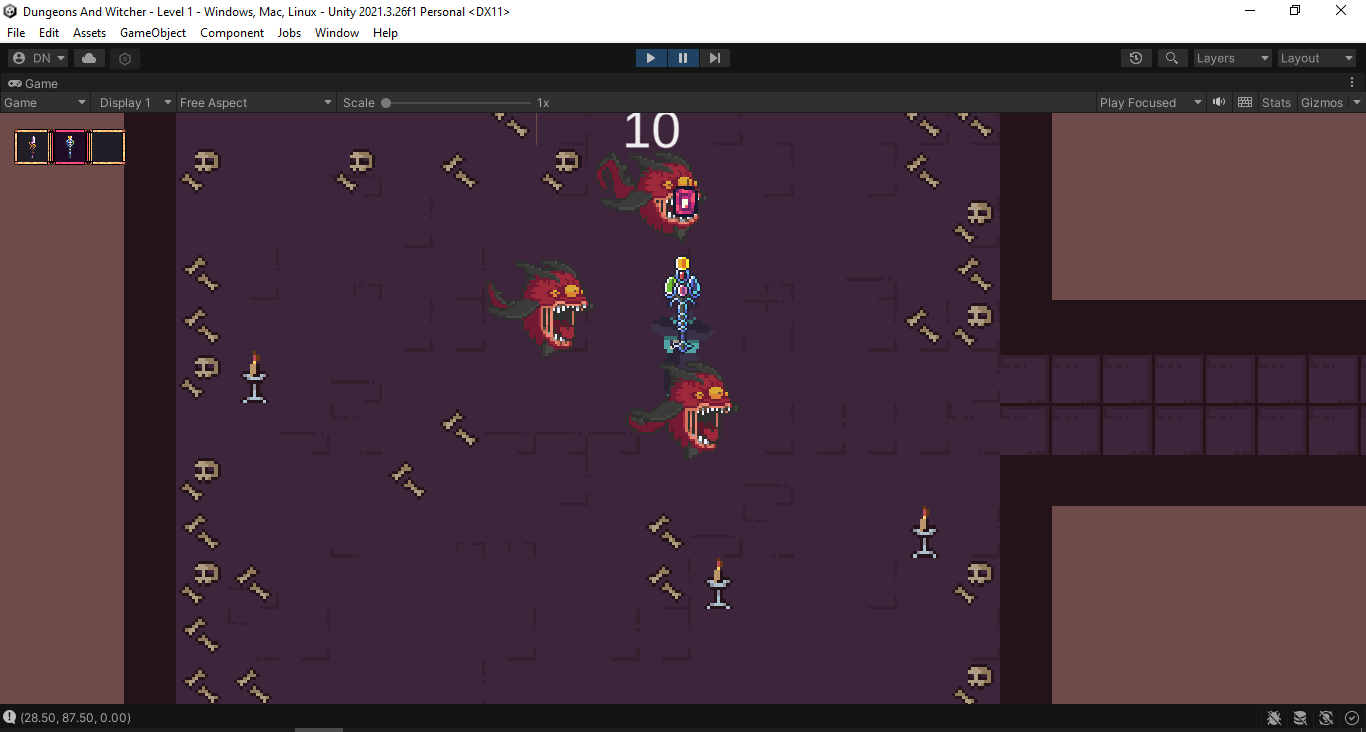 Dungeons And Witcher - Level 1 - Windows, Mac, Linux - Unity 2021.3.26f1 Personal <DX11>
File Edit Assets GameObject Component Jobs Window Help
DN Layers Layout
Game
Game Display 1 Free Aspect Scale 1x Play Focused Stats Gizmos
10
(28.50, 87.50, 0.00)